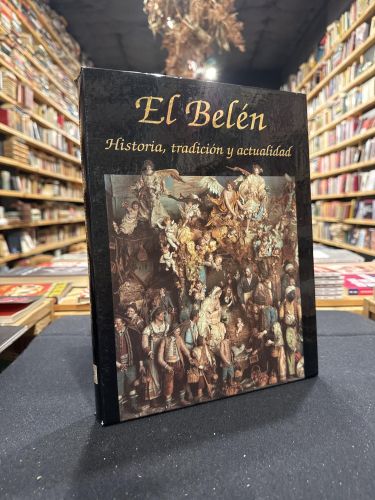 El Belén
Historia, tradición y actualidad